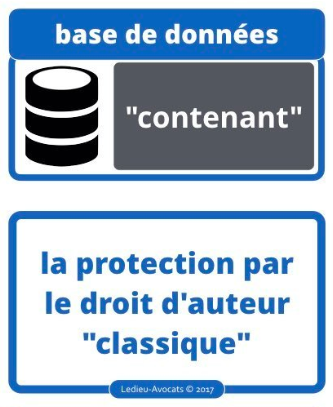 base de données
"contenant"
la protection par
le droit d'auteur
"classique"
Ledieu-Avocats © 2017